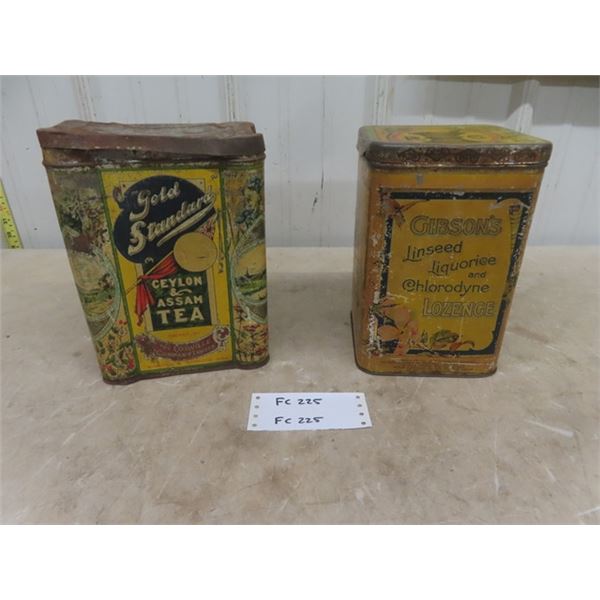 Gold
Standard
CEYLON
&
ASSAM
TEA
GIBSON'S
Linseed
Liquorice
and
Chlorodyne
LOZENGE
FC 225
FC 225